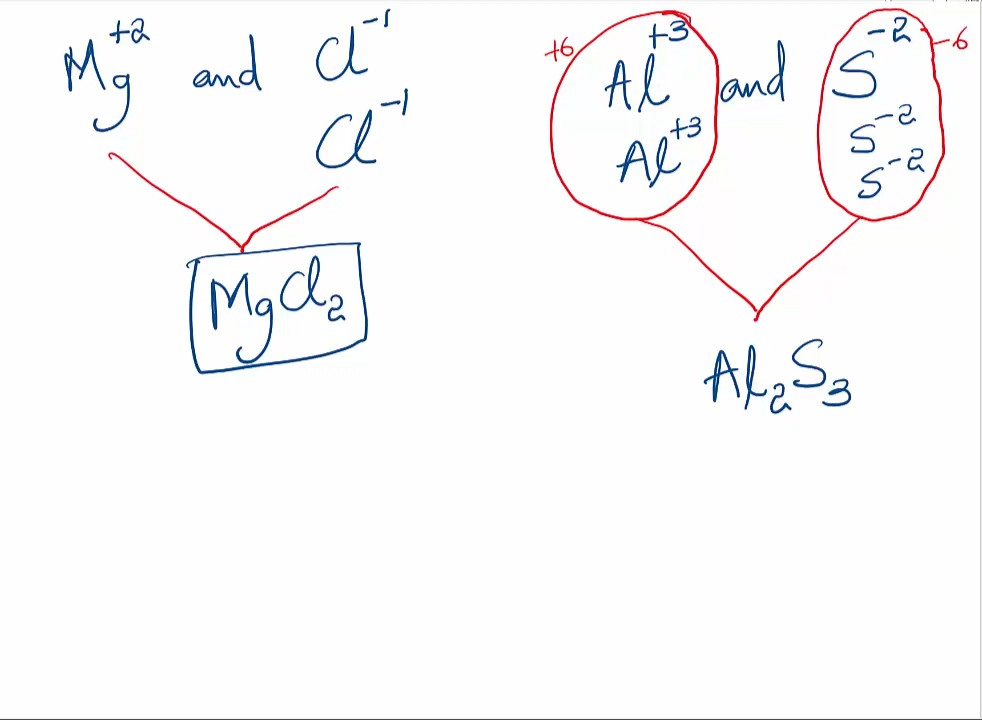 Mg⁺² and Cl⁻¹
Cl⁻¹
MgCl₂
+6 Al⁺³ and S⁻² -6
Al⁺³ S⁻²
S⁻²
Al₂S₃